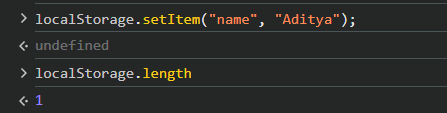 > localStorage.setItem("name", "Aditya");
undefined
> localStorage.length
1